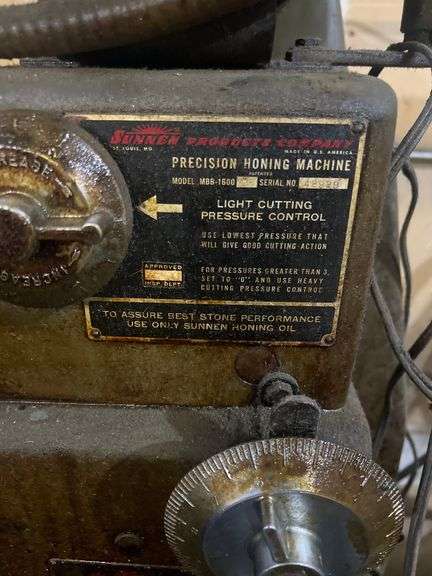 SUNNEN PRODUCTS COMPANY
ST. LOUIS, MO. MADE IN U.S. AMERICA
PRECISION HONING MACHINE
PATENTED
MODEL MBB-1600 SERIAL NO.
LIGHT CUTTING
PRESSURE CONTROL
USE LOWEST PRESSURE THAT
WILL GIVE GOOD CUTTING ACTION
APPROVED
INSP. DEPT.
FOR PRESSURES GREATER THAN 3,
SET TO "0" AND USE HEAVY
CUTTING PRESSURE CONTROL
TO ASSURE BEST STONE PERFORMANCE
USE ONLY SUNNEN HONING OIL
INCREASE